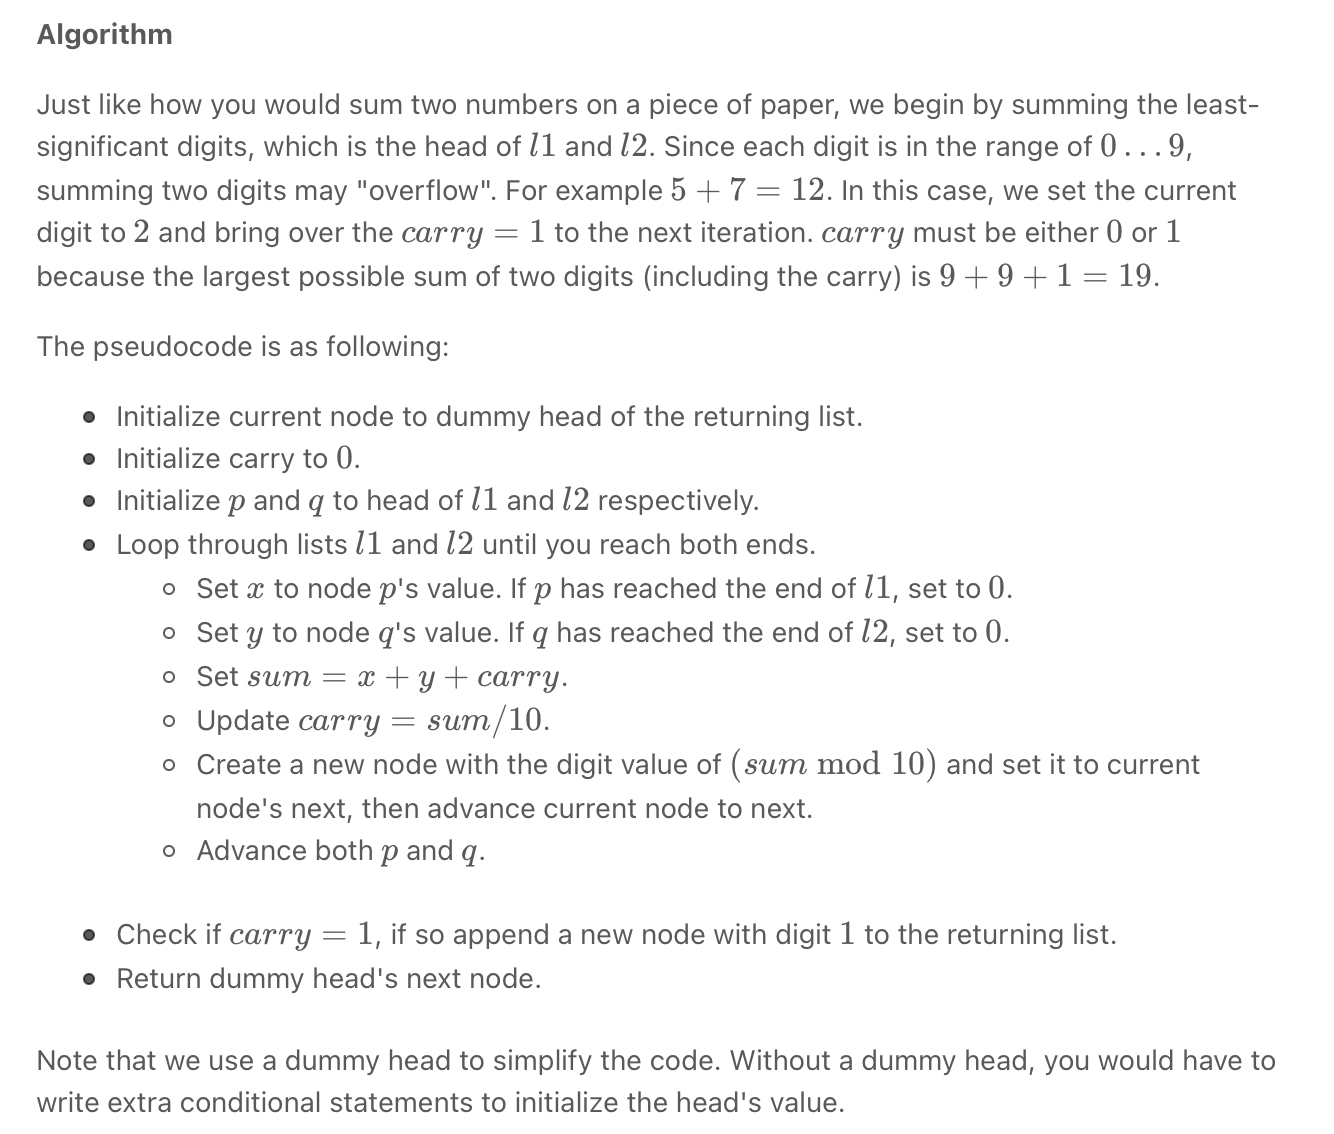 Algorithm
Just like how you would sum two numbers on a piece of paper, we begin by summing the least-
significant digits, which is the head of l1 and l2. Since each digit is in the range of 0 . . . 9,
summing two digits may "overflow". For example 5 + 7 = 12. In this case, we set the current
digit to 2 and bring over the carry = 1 to the next iteration. carry must be either 0 or 1
because the largest possible sum of two digits (including the carry) is 9 + 9 + 1 = 19.
The pseudocode is as following:
• Initialize current node to dummy head of the returning list.
• Initialize carry to 0.
• Initialize p and q to head of l1 and l2 respectively.
• Loop through lists l1 and l2 until you reach both ends.
◦ Set x to node p's value. If p has reached the end of l1, set to 0.
◦ Set y to node q's value. If q has reached the end of l2, set to 0.
◦ Set sum = x + y + carry.
◦ Update carry = sum/10.
◦ Create a new node with the digit value of (sum mod 10) and set it to current
node's next, then advance current node to next.
◦ Advance both p and q.
• Check if carry = 1, if so append a new node with digit 1 to the returning list.
• Return dummy head's next node.
Note that we use a dummy head to simplify the code. Without a dummy head, you would have to
write extra conditional statements to initialize the head's value.